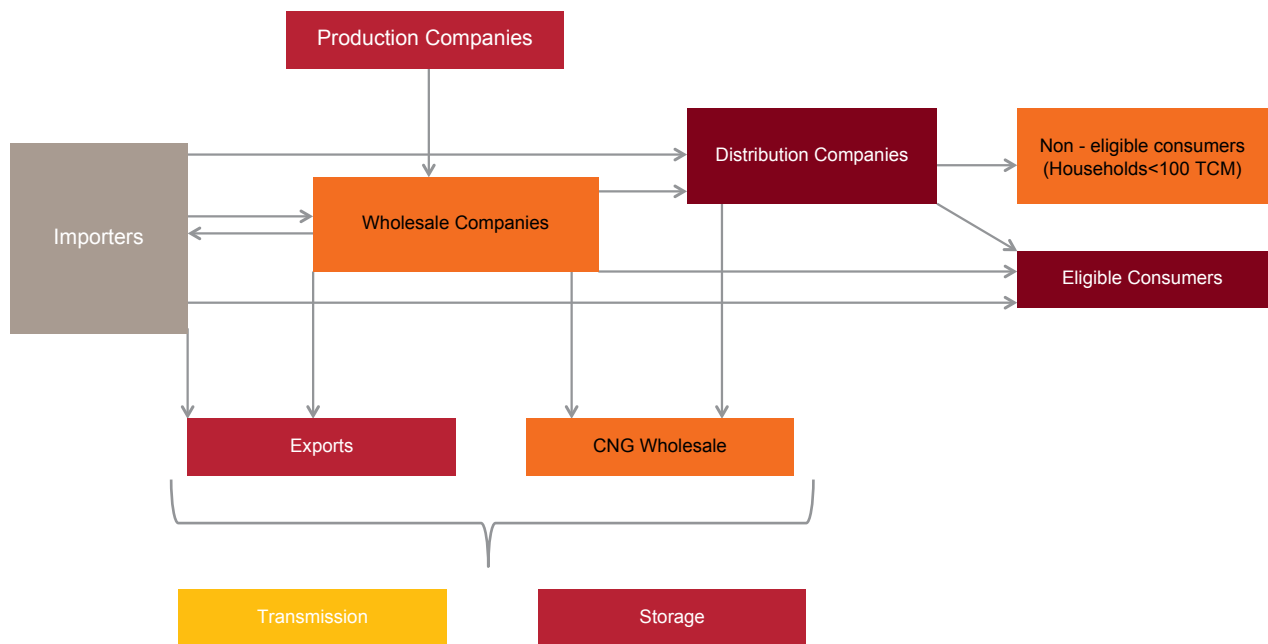 Production Companies
Distribution Companies
Non - eligible consumers
(Households<100 TCM)
Importers
Wholesale Companies
Eligible Consumers
Exports
CNG Wholesale
Transmission
Storage